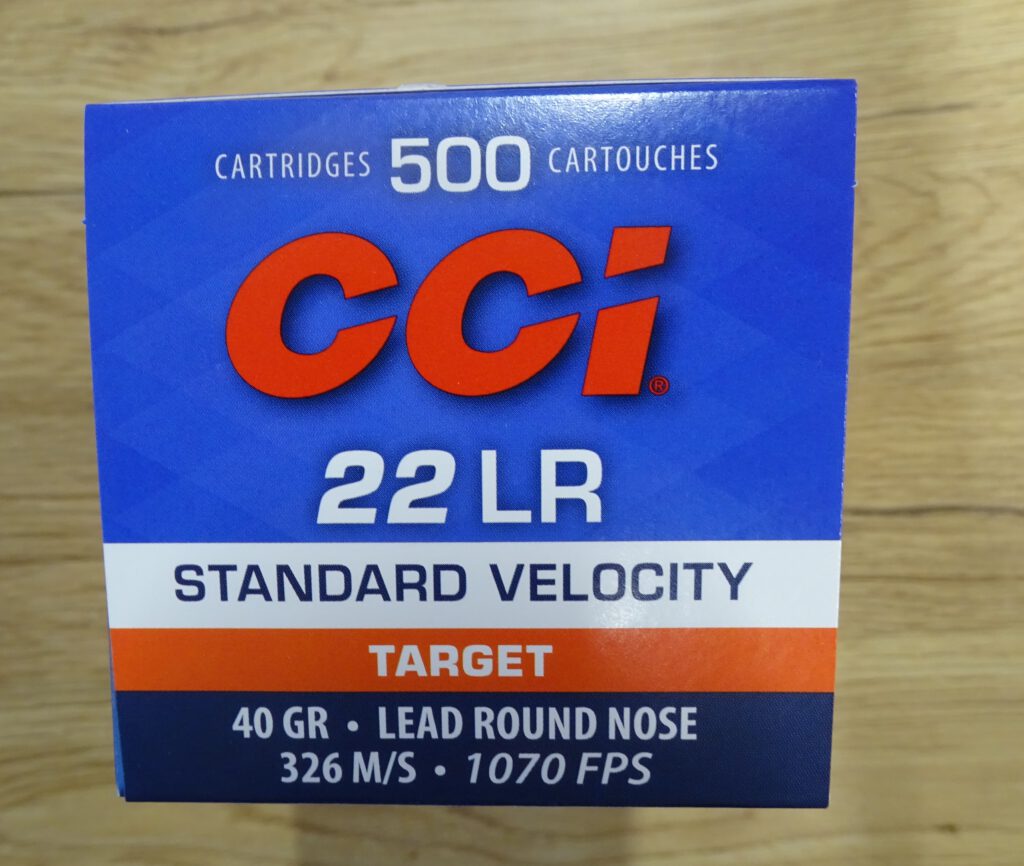 CARTRIDGES 500 CARTOUCHES
CCi®
22 LR
STANDARD VELOCITY
TARGET
40 GR • LEAD ROUND NOSE
326 M/S • 1070 FPS